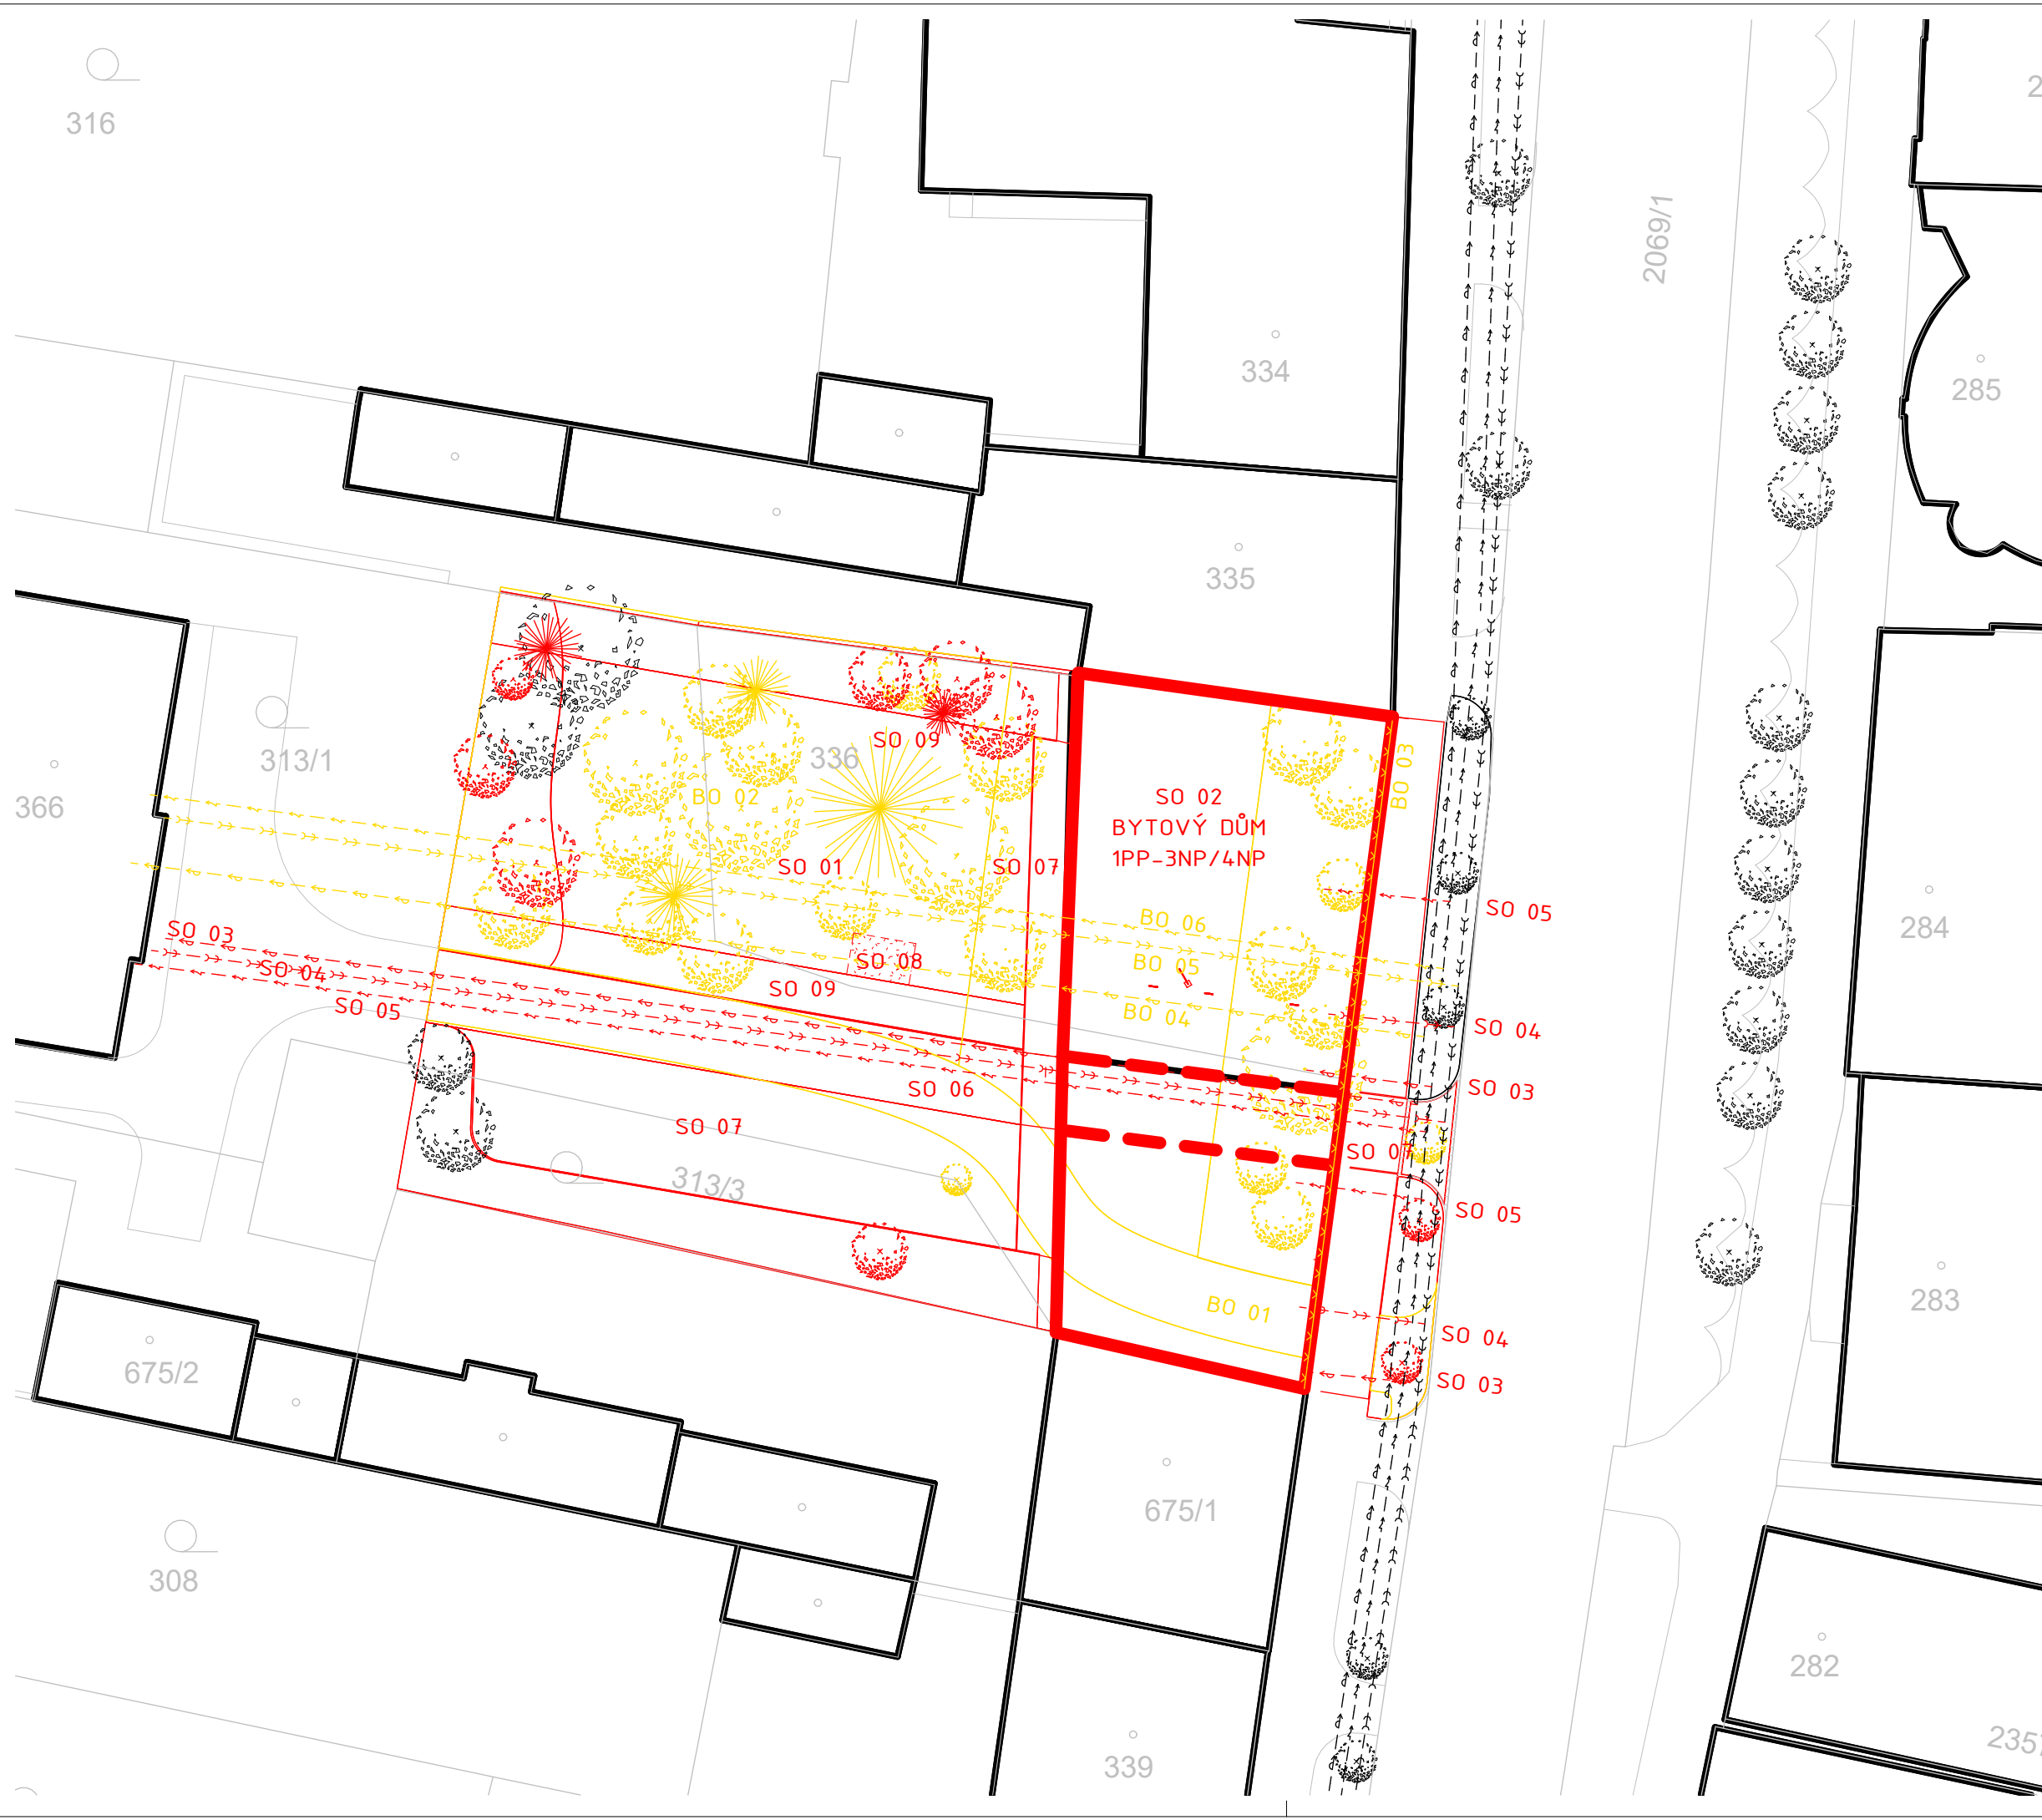 316
2069/1
334
285
335
SO 09
336
313/1
BO 03
BO 02
SO 02
BYTOVÝ DŮM
1PP-3NP/4NP
366
SO 01
SO 07
SO 05
BO 06
284
SO 03
SO 08
BO 05
SO 04
SO 09
SO 05
BO 04
SO 04
SO 06
SO 03
SO 07
SO 07
313/3
SO 05
BO 01
283
SO 04
675/2
SO 03
675/1
308
282
339